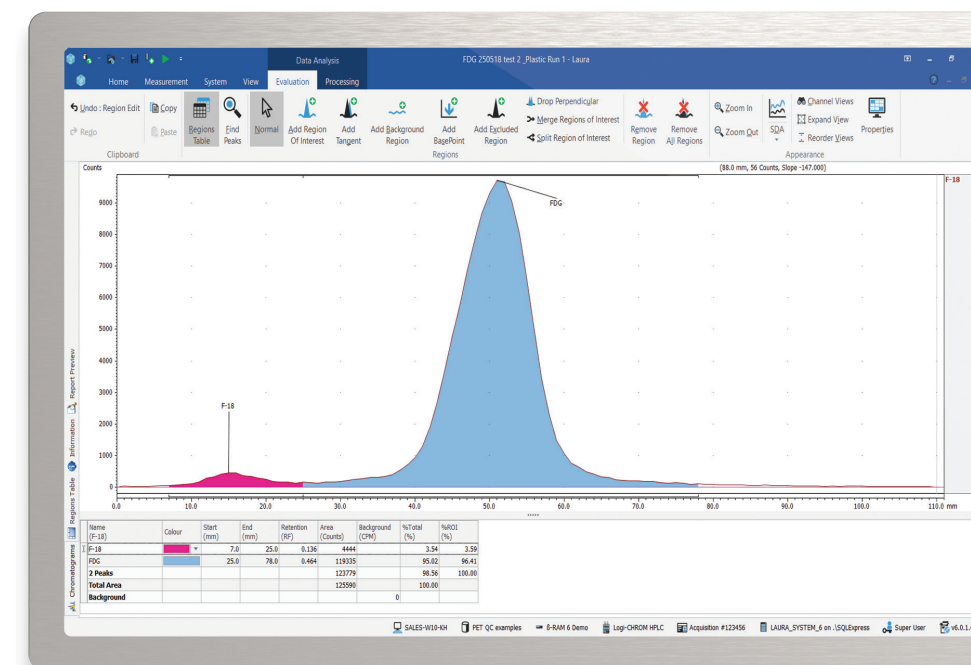 Data Analysis
FDG 250518 test 2 _Plastic Run 1 - Laura
Home Measurement System View Evaluation Processing
Undo : Region Edit
Redo
Copy
Paste
Clipboard
Regions Table
Find Peaks
Normal
Add Region Of Interest
Add Tangent
Add Background Region
Add BasePoint
Add Excluded Region
Drop Perpendicular
Merge Regions of Interest
Split Region of Interest
Remove Region
Remove All Regions
Regions
Zoom In
Zoom Out
SDA
Channel Views
Expand View
Reorder Views
Properties
Appearance
Counts
(88.0 mm, 56 Counts, Slope -147.000)
F-18
FDG
9000
8000
7000
6000
5000
4000
3000
2000
1000
0
F-18
0.0 10.0 20.0 30.0 40.0 50.0 60.0 70.0 80.0 90.0 100.0 110.0 mm
Report Preview
Information
Regions Table
Chromatograms
Name (F-18) Colour Start (mm) End (mm) Retention (RF) Area (Counts) Background (CPM) %Total (%) %ROI (%)
F-18 7.0 25.0 0.136 4444 3.54 3.59
FDG 25.0 78.0 0.464 119335 95.02 96.41
2 Peaks 123779 98.56 100.00
Total Area 125590 100.00
Background 0
SALES-W10-KH PET QC examples ß-RAM 6 Demo Logi-CHROM HPLC Acquisition #123456 LAURA_SYSTEM_6 on .\SQLExpress Super User v6.0.1.